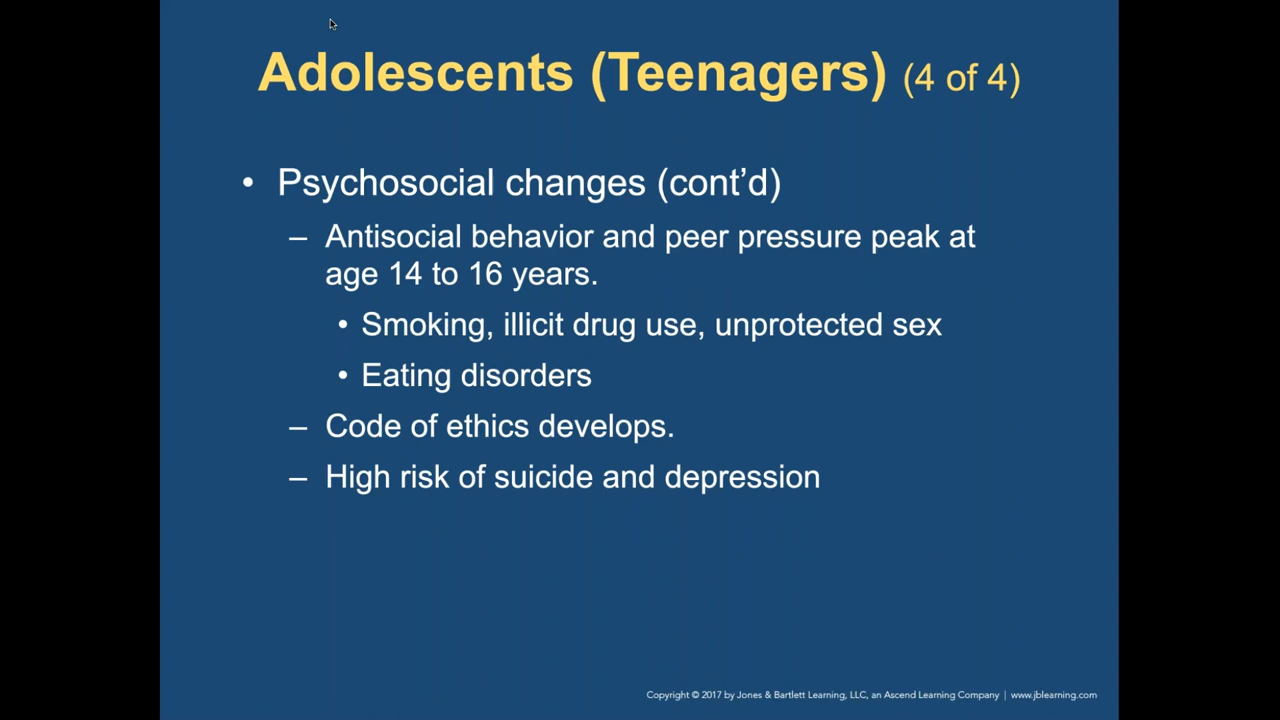 Adolescents (Teenagers) (4 of 4)
• Psychosocial changes (cont’d)
– Antisocial behavior and peer pressure peak at
age 14 to 16 years.
• Smoking, illicit drug use, unprotected sex
• Eating disorders
– Code of ethics develops.
– High risk of suicide and depression
Copyright © 2017 by Jones & Bartlett Learning, LLC, an Ascend Learning Company | www.jblearning.com